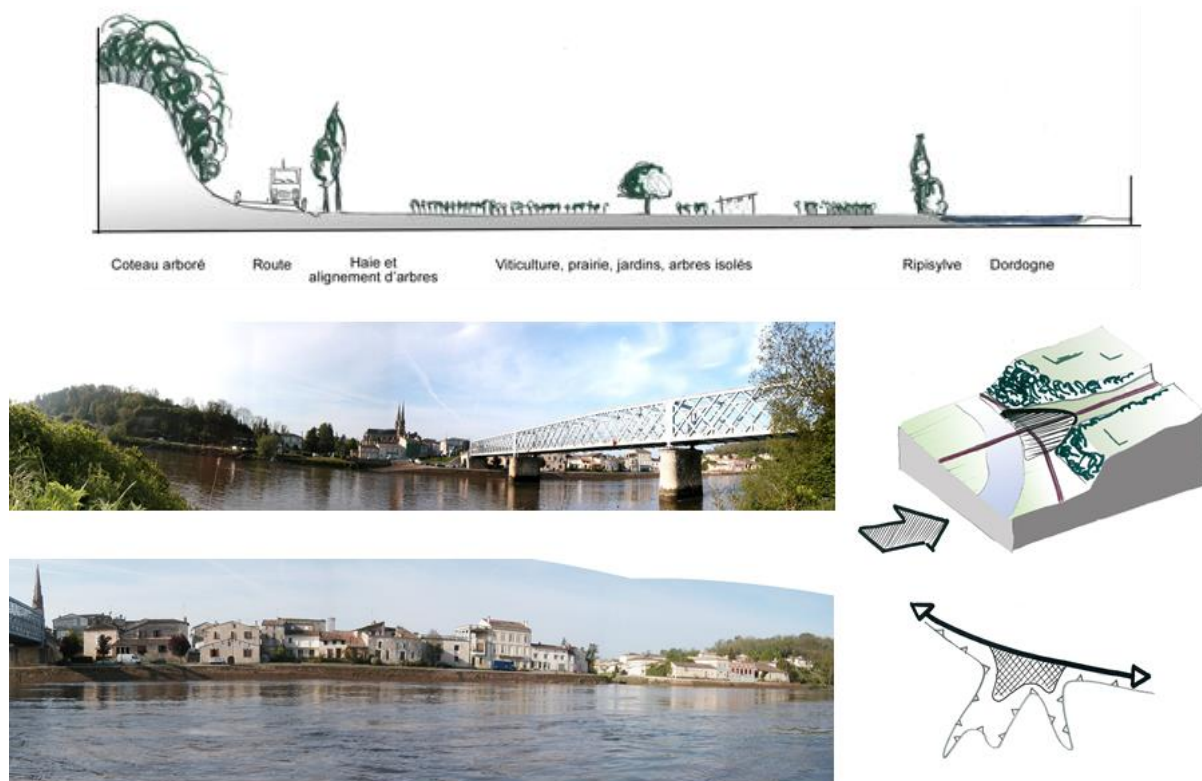 Coteau arboré
Route
Haie et
alignement d'arbres
Viticulture, prairie, jardins, arbres isolés
Ripisylve
Dordogne